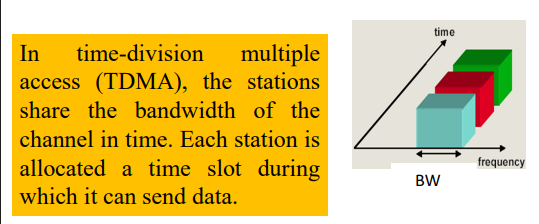 In time-division multiple
access (TDMA), the stations
share the bandwidth of the
channel in time. Each station is
allocated a time slot during
which it can send data.
time
frequency
BW